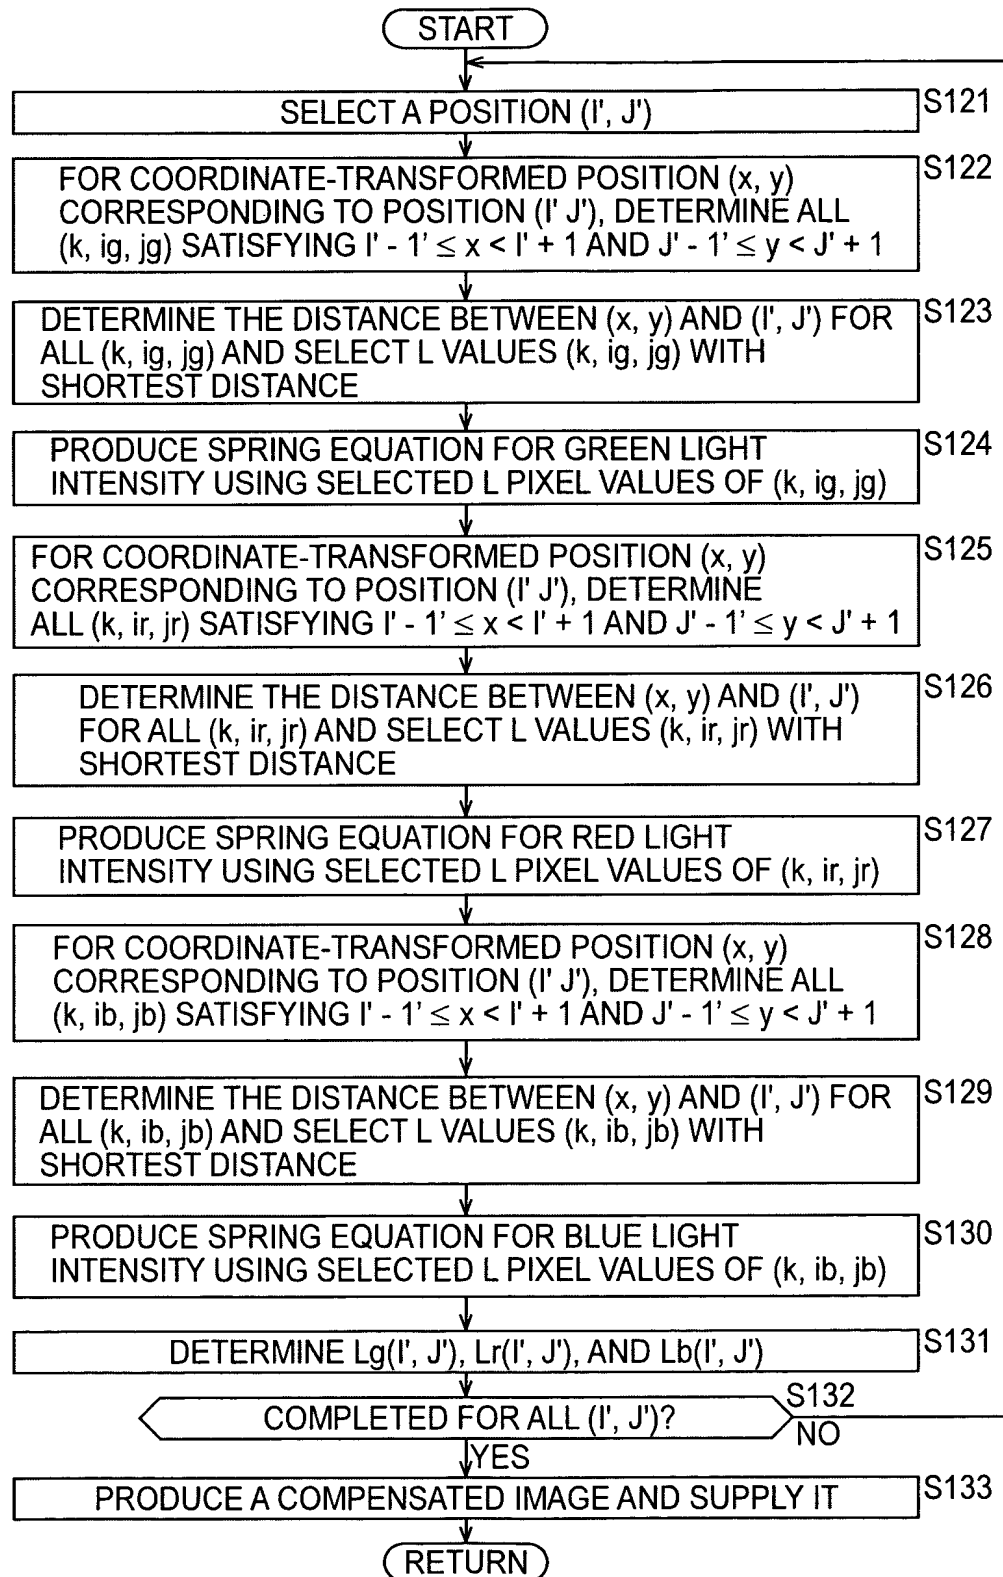 START
SELECT A POSITION (I', J')
S121
FOR COORDINATE-TRANSFORMED POSITION (x, y)
CORRESPONDING TO POSITION (I' J'), DETERMINE ALL
(k, ig, jg) SATISFYING I' - 1' ≤ x < I' + 1 AND J' - 1' ≤ y < J' + 1
S122
DETERMINE THE DISTANCE BETWEEN (x, y) AND (I', J') FOR
ALL (k, ig, jg) AND SELECT L VALUES (k, ig, jg) WITH
SHORTEST DISTANCE
S123
PRODUCE SPRING EQUATION FOR GREEN LIGHT
INTENSITY USING SELECTED L PIXEL VALUES OF (k, ig, jg)
S124
FOR COORDINATE-TRANSFORMED POSITION (x, y)
CORRESPONDING TO POSITION (I' J'), DETERMINE
ALL (k, ir, jr) SATISFYING I' - 1' ≤ x < I' + 1 AND J' - 1' ≤ y < J' + 1
S125
DETERMINE THE DISTANCE BETWEEN (x, y) AND (I', J')
FOR ALL (k, ir, jr) AND SELECT L VALUES (k, ir, jr) WITH
SHORTEST DISTANCE
S126
PRODUCE SPRING EQUATION FOR RED LIGHT
INTENSITY USING SELECTED L PIXEL VALUES OF (k, ir, jr)
S127
FOR COORDINATE-TRANSFORMED POSITION (x, y)
CORRESPONDING TO POSITION (I' J'), DETERMINE ALL
(k, ib, jb) SATISFYING I' - 1' ≤ x < I' + 1 AND J' - 1' ≤ y < J' + 1
S128
DETERMINE THE DISTANCE BETWEEN (x, y) AND (I', J') FOR
ALL (k, ib, jb) AND SELECT L VALUES (k, ib, jb) WITH
SHORTEST DISTANCE
S129
PRODUCE SPRING EQUATION FOR BLUE LIGHT
INTENSITY USING SELECTED L PIXEL VALUES OF (k, ib, jb)
S130
DETERMINE Lg(I', J'), Lr(I', J'), AND Lb(I', J')
S131
COMPLETED FOR ALL (I', J')?
S132
NO
YES
PRODUCE A COMPENSATED IMAGE AND SUPPLY IT
S133
RETURN